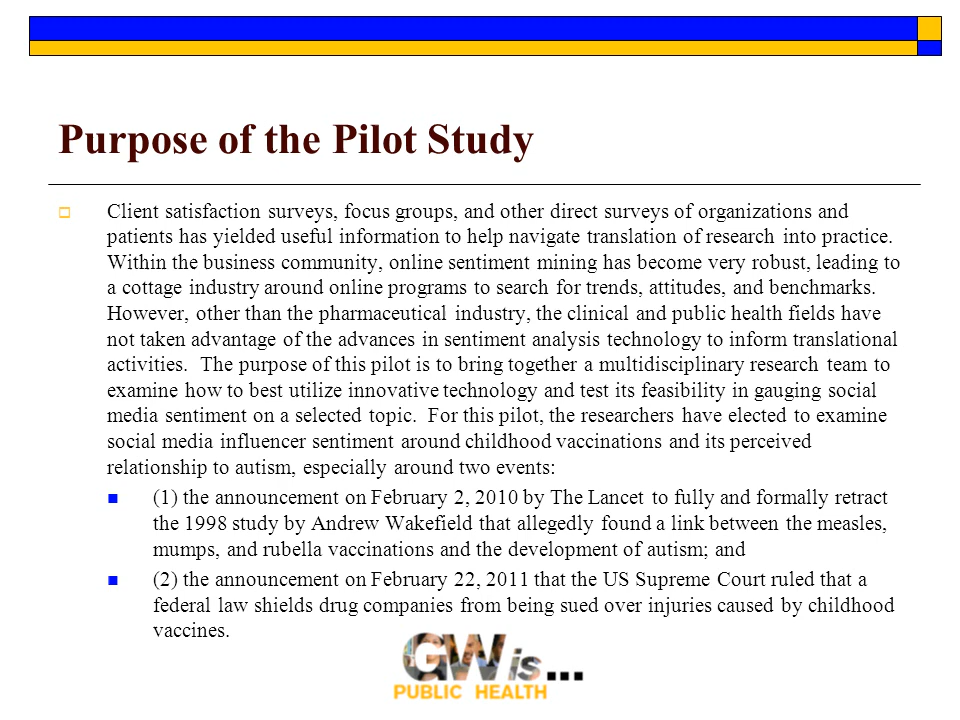 Purpose of the Pilot Study
Client satisfaction surveys, focus groups, and other direct surveys of organizations and
patients has yielded useful information to help navigate translation of research into practice.
Within the business community, online sentiment mining has become very robust, leading to
a cottage industry around online programs to search for trends, attitudes, and benchmarks.
However, other than the pharmaceutical industry, the clinical and public health fields have
not taken advantage of the advances in sentiment analysis technology to inform translational
activities. The purpose of this pilot is to bring together a multidisciplinary research team to
examine how to best utilize innovative technology and test its feasibility in gauging social
media sentiment on a selected topic. For this pilot, the researchers have elected to examine
social media influencer sentiment around childhood vaccinations and its perceived
relationship to autism, especially around two events:
(1) the announcement on February 2, 2010 by The Lancet to fully and formally retract
the 1998 study by Andrew Wakefield that allegedly found a link between the measles,
mumps, and rubella vaccinations and the development of autism; and
(2) the announcement on February 22, 2011 that the US Supreme Court ruled that a
federal law shields drug companies from being sued over injuries caused by childhood
vaccines.
GW is...
PUBLIC HEALTH